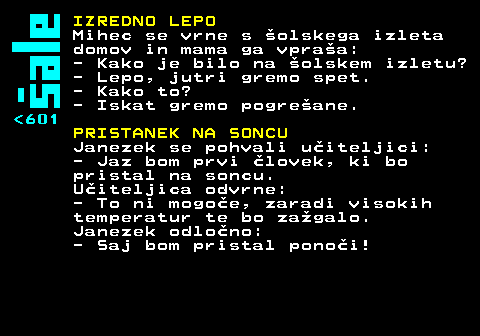 šale
<601
IZREDNO LEPO
Mihec se vrne s šolskega izleta
domov in mama ga vpraša:
- Kako je bilo na šolskem izletu?
- Lepo, jutri gremo spet.
- Kako to?
- Iskat gremo pogrešane.
PRISTANEK NA SONCU
Janezek se pohvali učiteljici:
- Jaz bom prvi človek, ki bo
pristal na soncu.
Učiteljica odvrne:
- To ni mogoče, zaradi visokih
temperatur te bo zažgalo.
Janezek odločno:
- Saj bom pristal ponoči!